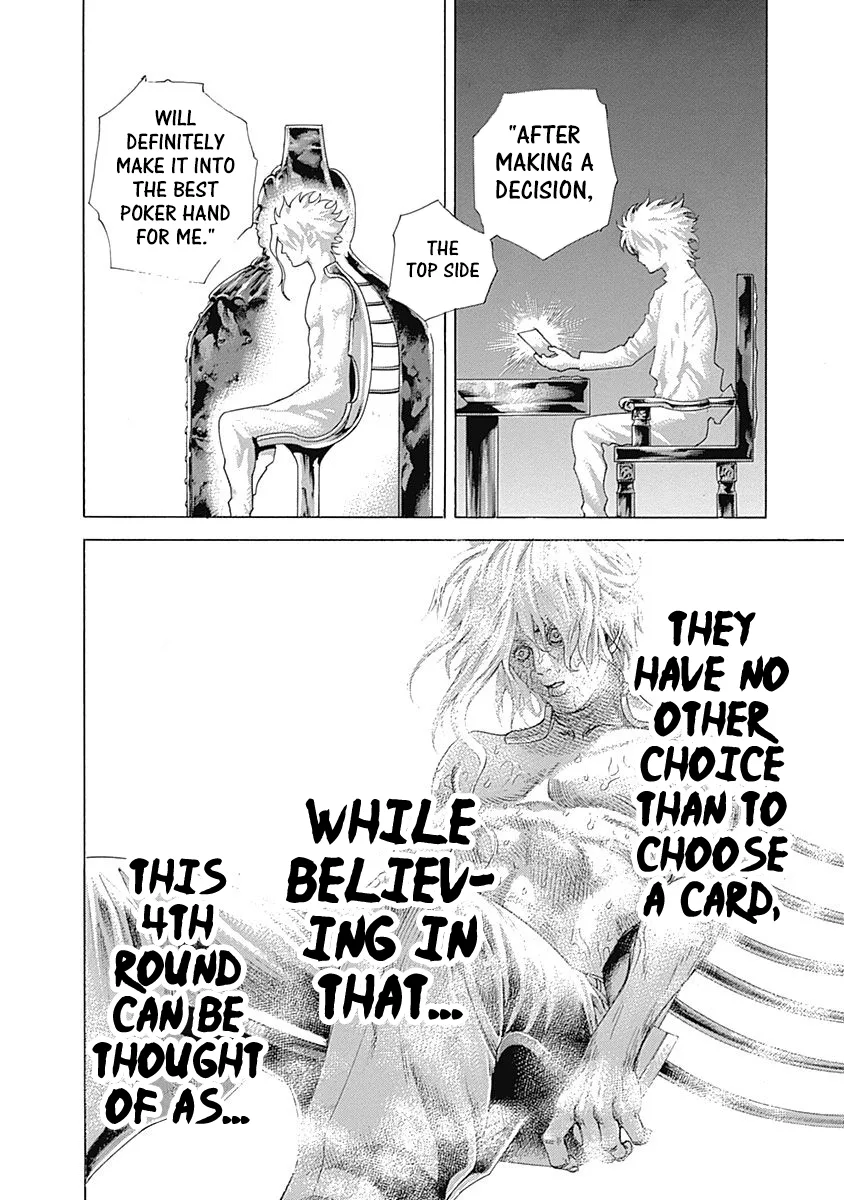 "AFTER
MAKING A
DECISION,
THE
TOP SIDE
WILL
DEFINITELY
MAKE IT INTO
THE BEST
POKER HAND
FOR ME."
THEY
HAVE NO
OTHER
CHOICE
THAN TO
CHOOSE
A CARD,
WHILE
BELIEV-
ING IN
THAT...
THIS
4TH
ROUND
CAN BE
THOUGHT
OF AS...